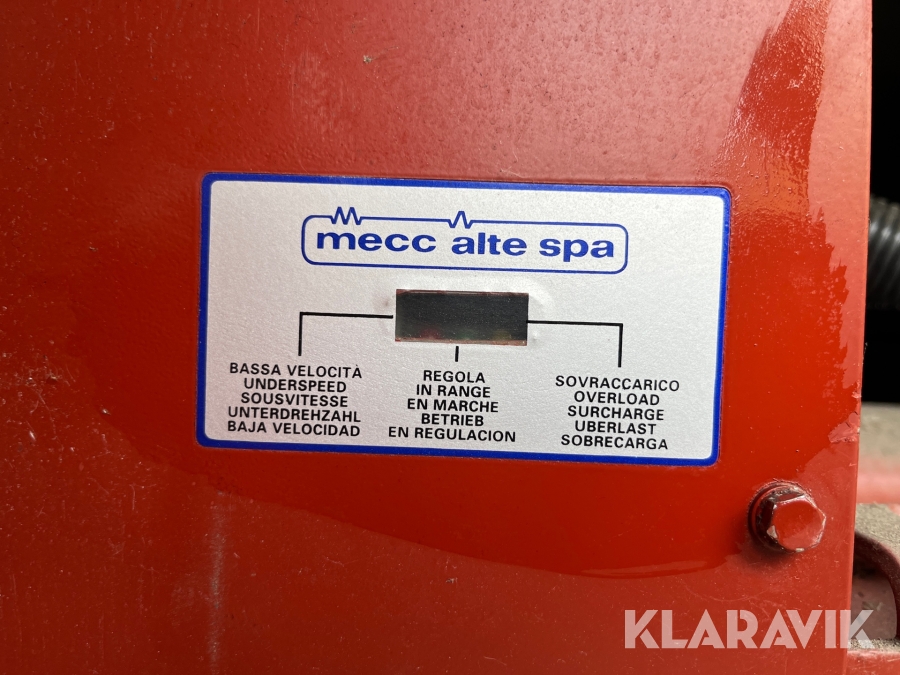 mecc alte spa
BASSA VELOCITÀ
UNDERSPEED
SOUSVITESSE
UNTERDREHZAHL
BAJA VELOCIDAD
REGOLA
IN RANGE
EN MARCHE
BETRIEB
EN REGULACION
SOVRACCARICO
OVERLOAD
SURCHARGE
UBERLAST
SOBRECARGA
KLARAVIK